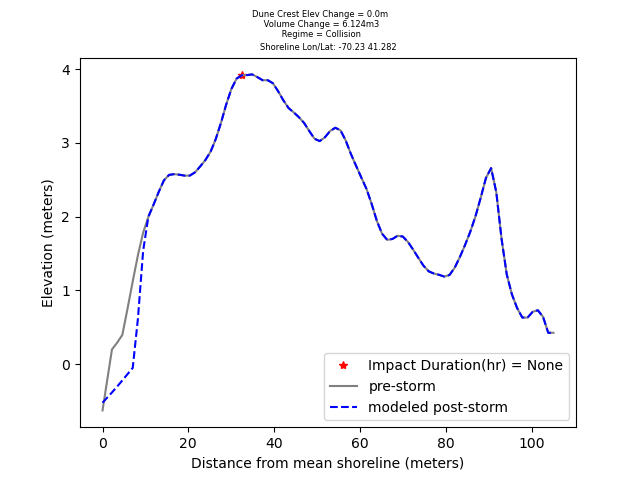 Dune Crest Elev Change = 0.0m
Volume Change = 6.124m3
Regime = Collision
Shoreline Lon/Lat: -70.23 41.282
4
3
2
1
0
Elevation (meters)
Impact Duration(hr) = None
pre-storm
modeled post-storm
0 20 40 60 80 100
Distance from mean shoreline (meters)